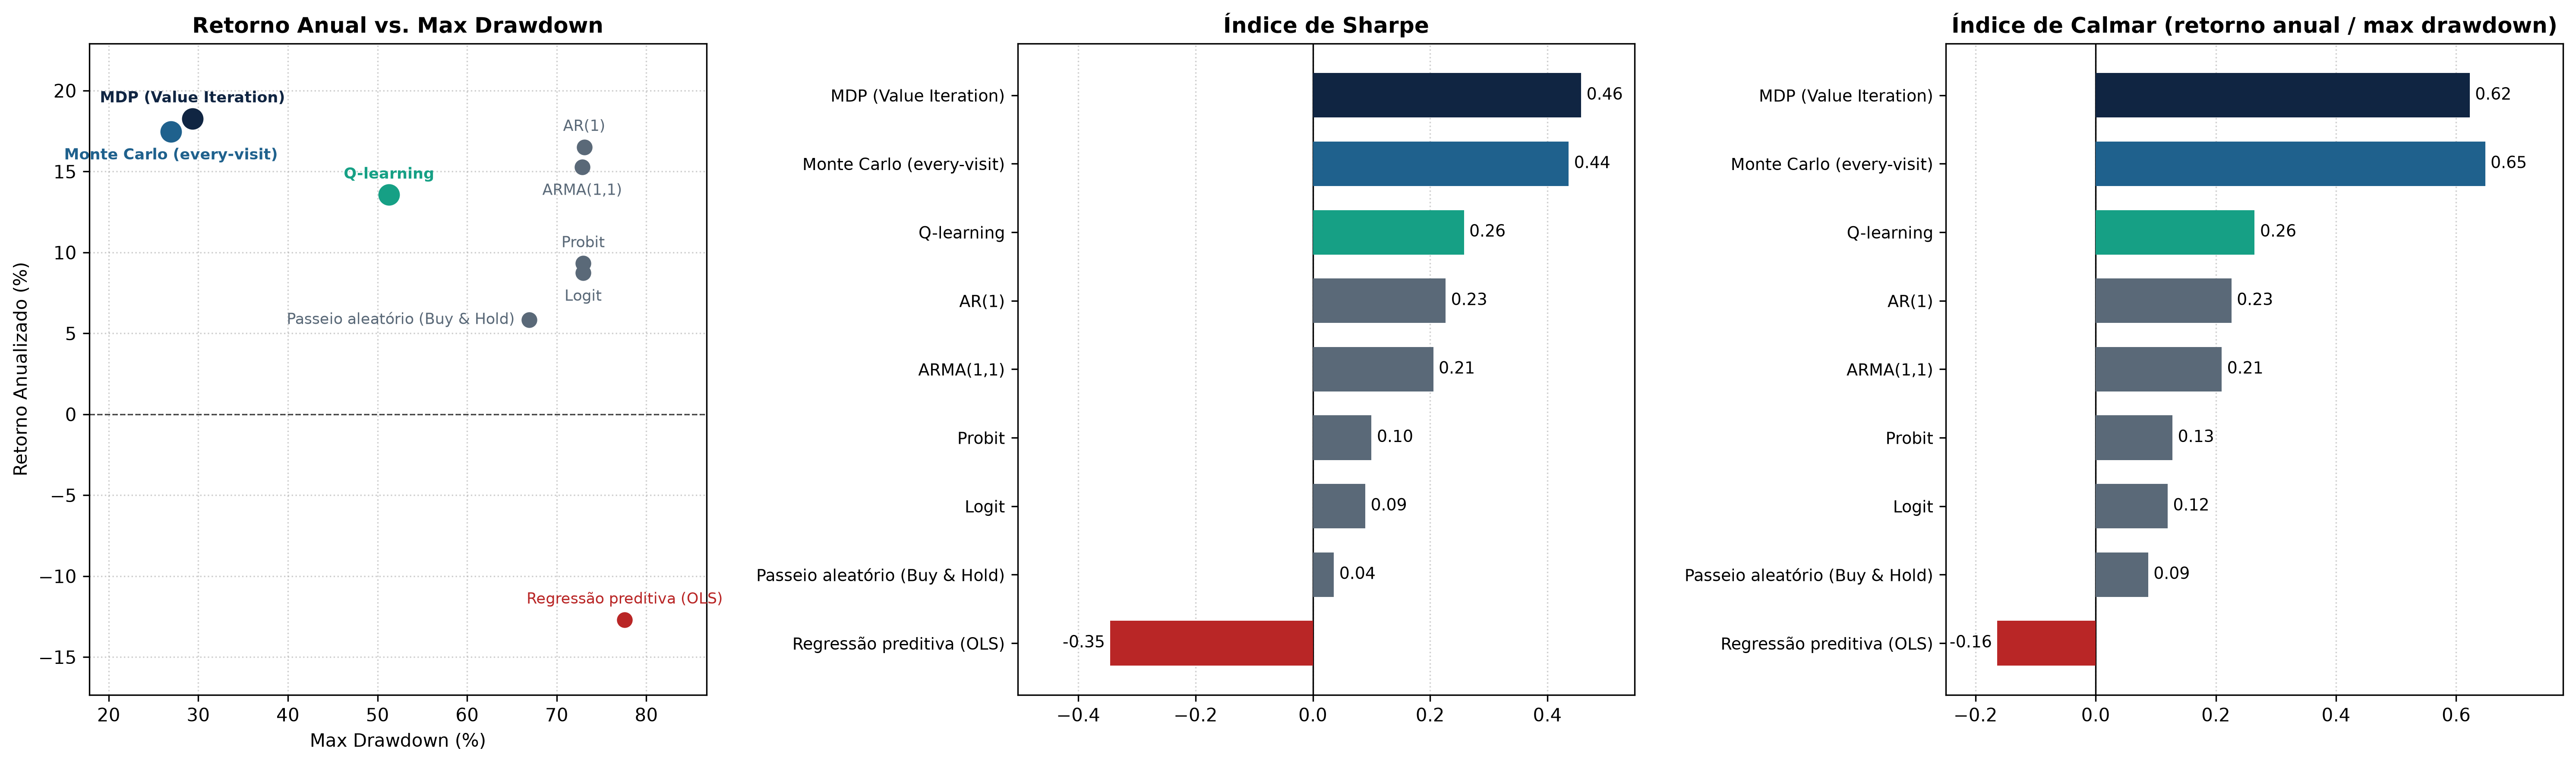 Retorno Anual vs. Max Drawdown
Retorno Anualizado (%)
20
15
10
5
0
−5
−10
−15
MDP (Value Iteration)
Monte Carlo (every-visit)
Q-learning
AR(1)
ARMA(1,1)
Probit
Logit
Passeio aleatório (Buy & Hold)
Regressão preditiva (OLS)
20 30 40 50 60 70 80
Max Drawdown (%)
Índice de Sharpe
MDP (Value Iteration) 0.46
Monte Carlo (every-visit) 0.44
Q-learning 0.26
AR(1) 0.23
ARMA(1,1) 0.21
Probit 0.10
Logit 0.09
Passeio aleatório (Buy & Hold) 0.04
Regressão preditiva (OLS) -0.35
−0.4 −0.2 0.0 0.2 0.4
Índice de Calmar (retorno anual / max drawdown)
MDP (Value Iteration) 0.62
Monte Carlo (every-visit) 0.65
Q-learning 0.26
AR(1) 0.23
ARMA(1,1) 0.21
Probit 0.13
Logit 0.12
Passeio aleatório (Buy & Hold) 0.09
Regressão preditiva (OLS) -0.16
−0.2 0.0 0.2 0.4 0.6